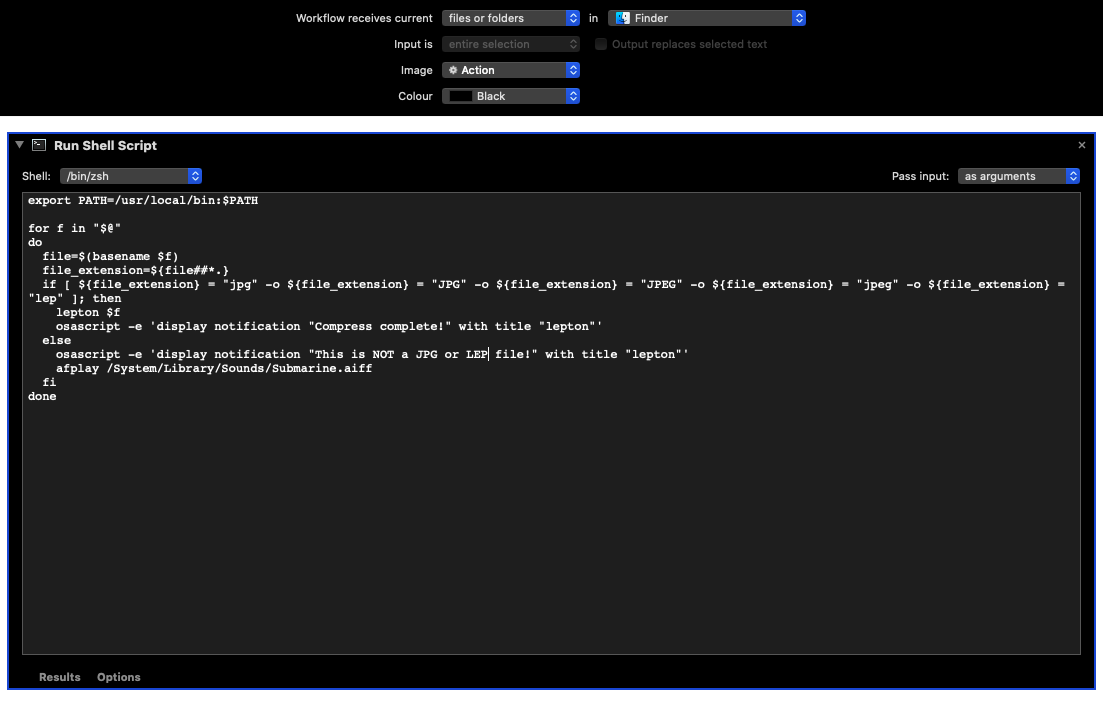 Workflow receives current files or folders in Finder
Input is entire selection Output replaces selected text
Image Action
Colour Black
Run Shell Script
Shell: /bin/zsh Pass input: as arguments
export PATH=/usr/local/bin:$PATH
for f in "$@"
do
  file=$(basename $f)
  file_extension=${file##*.}
  if [ ${file_extension} = "jpg" -o ${file_extension} = "JPG" -o ${file_extension} = "JPEG" -o ${file_extension} = "jpeg" -o ${file_extension} =
"lep" ]; then
    lepton $f
    osascript -e 'display notification "Compress complete!" with title "lepton"'
  else
    osascript -e 'display notification "This is NOT a JPG or LEP file!" with title "lepton"'
    afplay /System/Library/Sounds/Submarine.aiff
  fi
done
Results Options